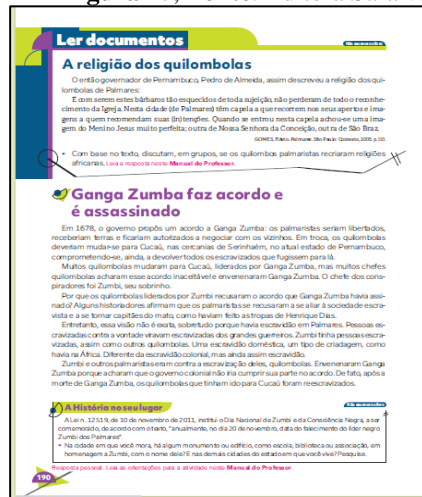 Ler documentos
A religião dos quilombolas
O então governador de Pernambuco, Pedro de Almeida, assim descreveu a religião dos qui-
lombolas de Palmares:
E com serem estes bárbaros tão esquecidos de toda sujeição, não perderam de todo o reconhe-
cimento da Igreja. Nesta cidade (de Palmares) têm capela a que recorrem nos seus apertos e ima-
gens a quem recomendam suas (in)tenções. Quando se entrou nesta capela achou-se uma ima-
gem do Menino Jesus muito perfeita; outra de Nossa Senhora da Conceição, outra de São Braz.
GOMES, Flávio. Palmares. São Paulo: Contexto, 2005. p.
• Com base no texto, discutam, em grupos, se os quilombos palmaristas recriaram religiões
africanas. Leia a resposta neste Manual do Professor.
Ganga Zumba faz acordo e
é assassinado
Em 1678, o governo propôs um acordo a Ganga Zumba: os palmaristas seriam libertados,
receberiam terras e ficariam autorizados a negociar com os vizinhos. Em troca, os quilombolas
deveriam mudar-se para Cucaú, nas cercanias de Serinhaém, no atual estado de Pernambuco,
comprometendo-se, ainda, a devolver todos os escravizados que fugissem para lá.
Muitos quilombolas mudaram para Cucaú, liderados por Ganga Zumba, mas muitos chefes
quilombolas acharam esse acordo inaceitável e envenenaram Ganga Zumba. O chefe dos cons-
piradores foi Zumbi, seu sobrinho.
Por que os quilombolas liderados por Zumbi recusaram o acordo que Ganga Zumba havia assi-
nado? Alguns historiadores afirmam que os palmaristas se recusaram a se aliar à sociedade escra-
vista e a se tornar capitães do mato, como haviam feito as tropas de Henrique Dias.
Entretanto, essa visão não é exata, sobretudo porque havia escravidão em Palmares. Pessoas es-
cravizadas contra a vontade viravam escravizadas dos grandes guerreiros. Zumbi tinha pessoas escra-
vizadas, assim como outros quilombolas. Uma escravidão doméstica, um tipo de criadagem, como
havia na África. Diferente da escravidão colonial, mas ainda assim escravidão.
Zumbi e outros palmaristas eram contra a escravização deles, quilombolas. Envenenaram Ganga
Zumba porque acharam que o governo colonial não iria cumprir sua parte no acordo. De fato, após a
morte de Ganga Zumba, os quilombolas que tinham ido para Cucaú foram reescravizados.
A História no seu lugar
A Lei n. 12519, de 10 de novembro de 2011, institui o Dia Nacional de Zumbi e da Consciência Negra, a ser
comemorado, de acordo com o texto, "anualmente, no dia 20 de novembro, data do falecimento do líder negro
Zumbi dos Palmares".
• Na cidade em que você mora, há algum monumento ou edifício, como escola, biblioteca ou associação, em
homenagem a Zumbi, com o nome dele? E nas demais cidades do estado em que você vive? Pesquise.
Resposta pessoal. Leia as orientações para a atividade neste Manual do Professor.
190